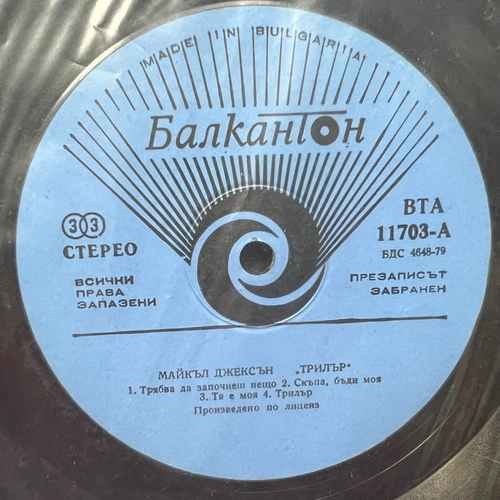 MADE IN BULGARIA
Балкантон
33
СТЕРЕО
ВТА
11703-А
БДС 4648-79
ВСИЧКИ
ПРАВА
ЗАПАЗЕНИ
ПРЕЗАПИСЪТ
ЗАБРАНЕН
МАЙКЪЛ ДЖЕКСЪН „ТРИЛЪР"
1. Трябва да започнеш нещо 2. Скъпа, бъди моя
3. Тя е моя 4. Трилър
Произведено по лиценз